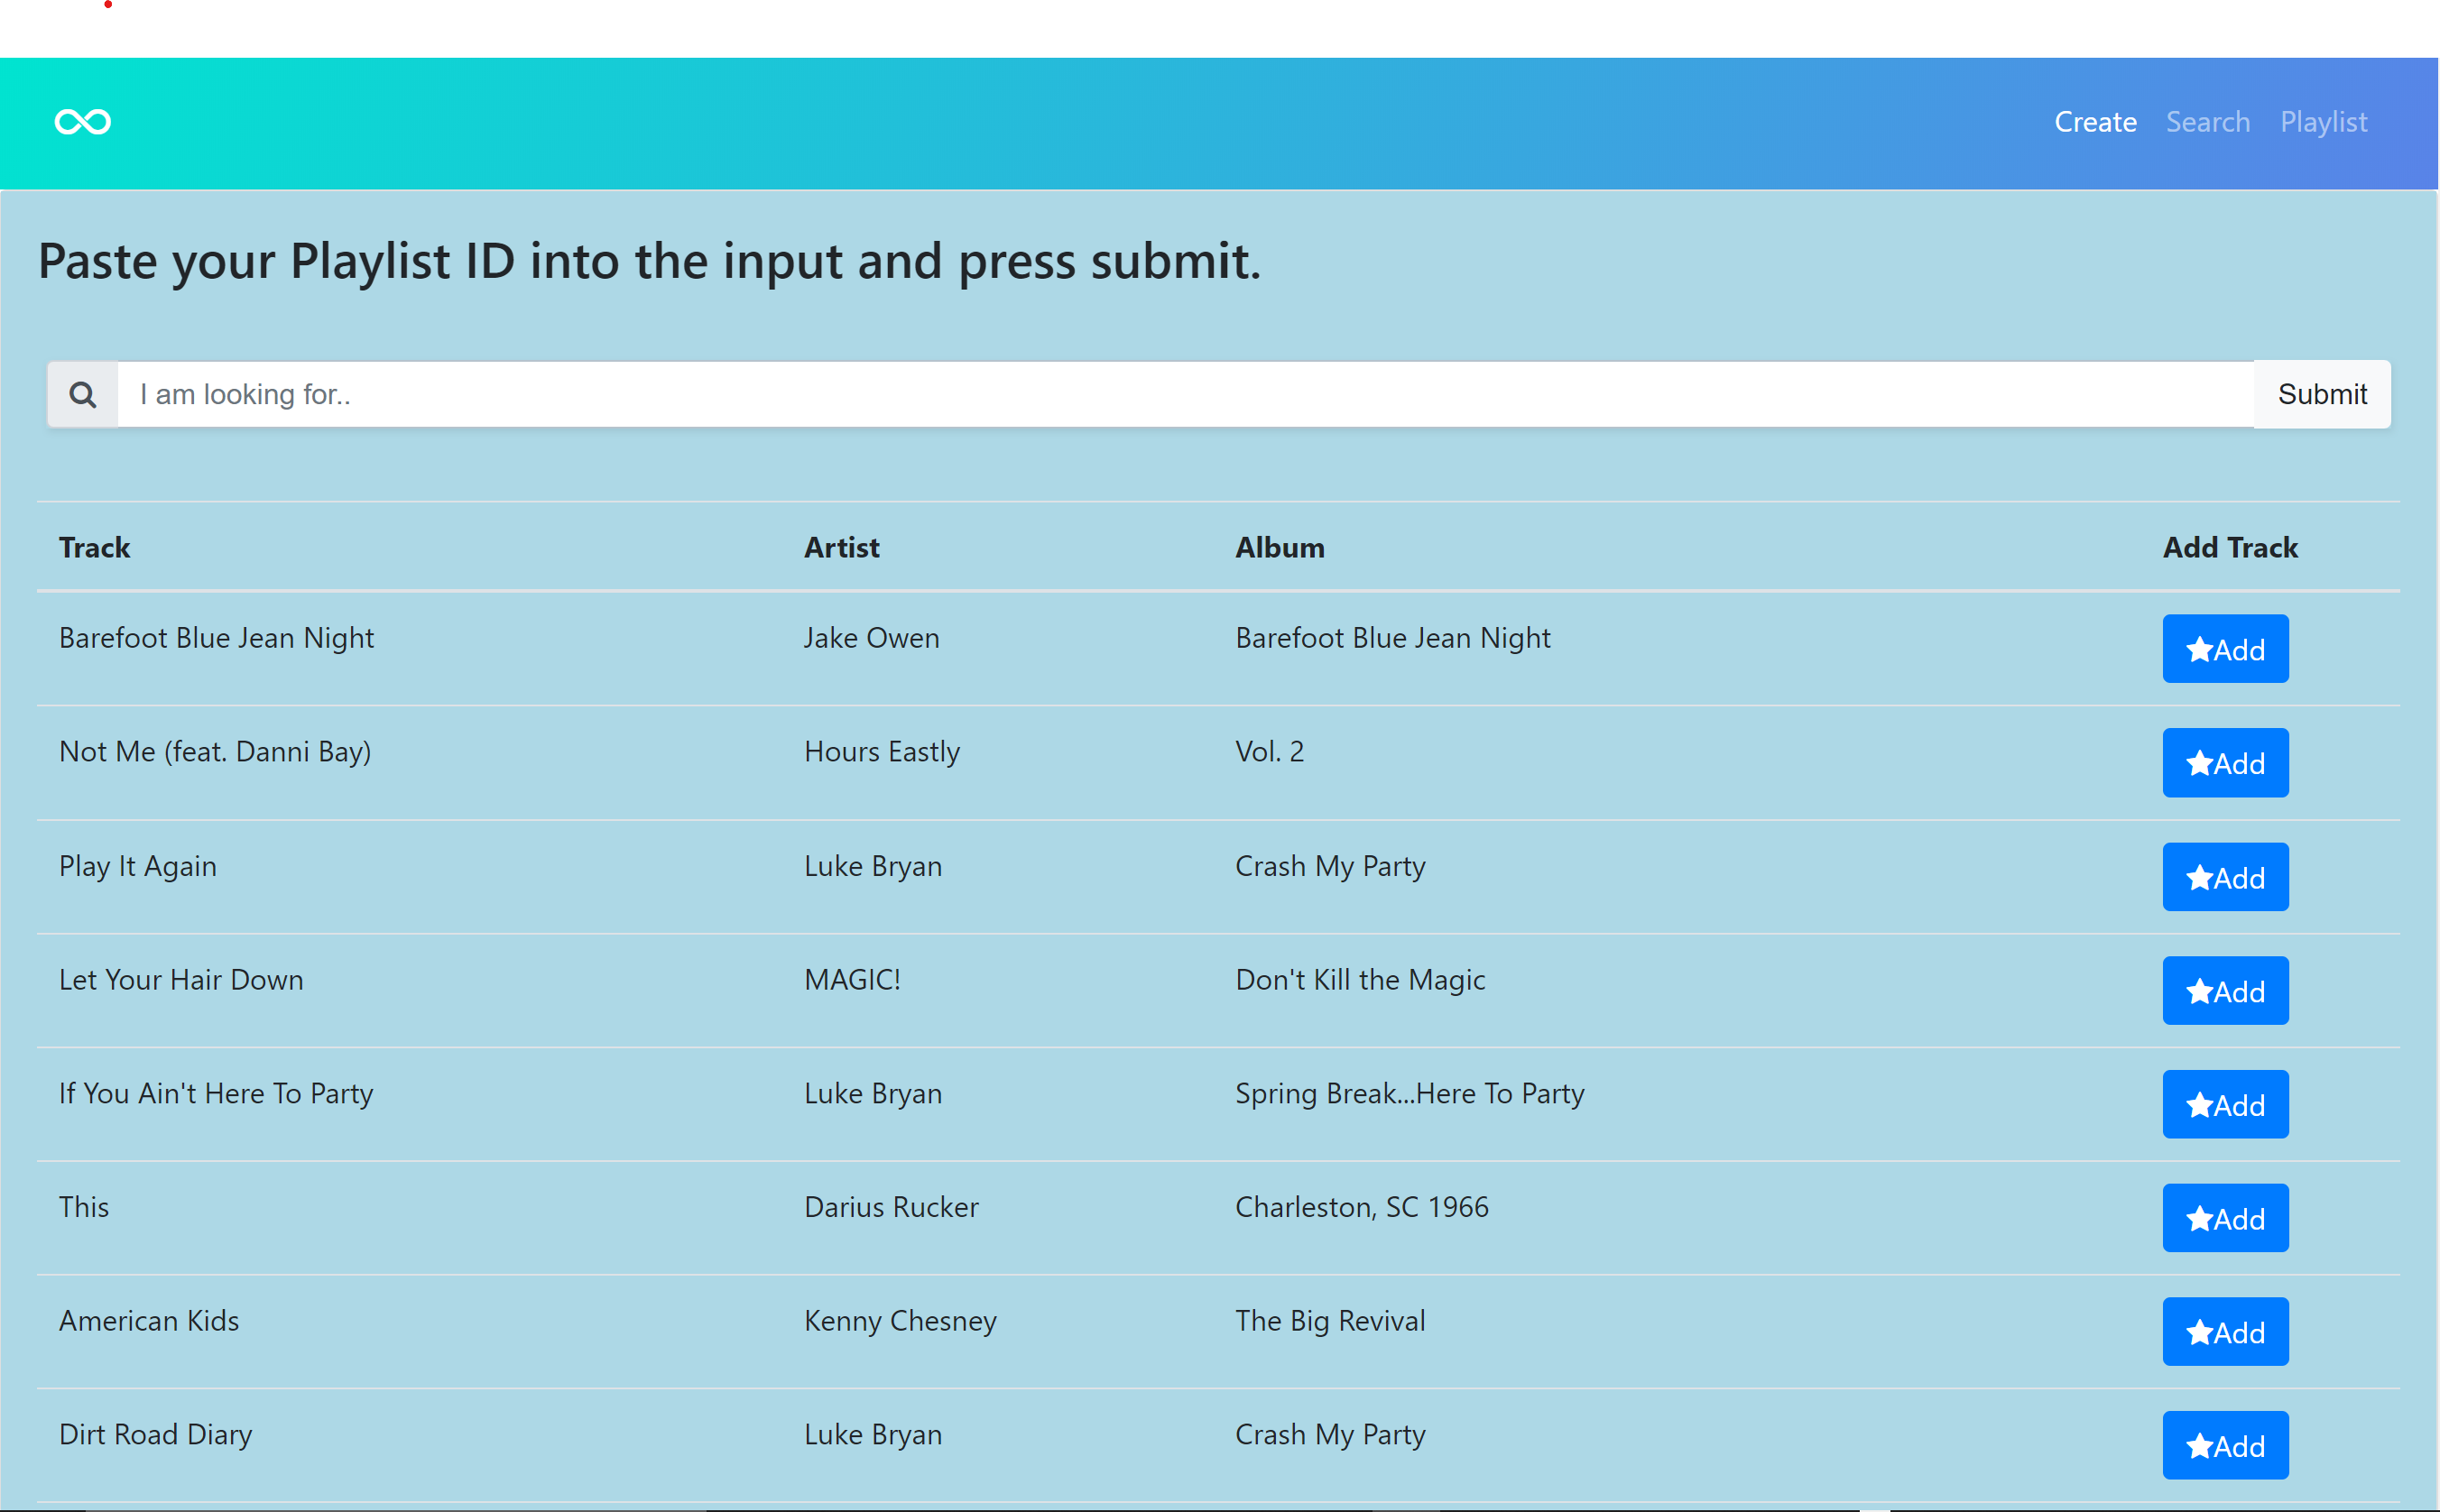 Create Search Playlist
Paste your Playlist ID into the input and press submit.
I am looking for.. Submit
Track Artist Album Add Track
Barefoot Blue Jean Night Jake Owen Barefoot Blue Jean Night Add
Not Me (feat. Danni Bay) Hours Eastly Vol. 2 Add
Play It Again Luke Bryan Crash My Party Add
Let Your Hair Down MAGIC! Don't Kill the Magic Add
If You Ain't Here To Party Luke Bryan Spring Break...Here To Party Add
This Darius Rucker Charleston, SC 1966 Add
American Kids Kenny Chesney The Big Revival Add
Dirt Road Diary Luke Bryan Crash My Party Add